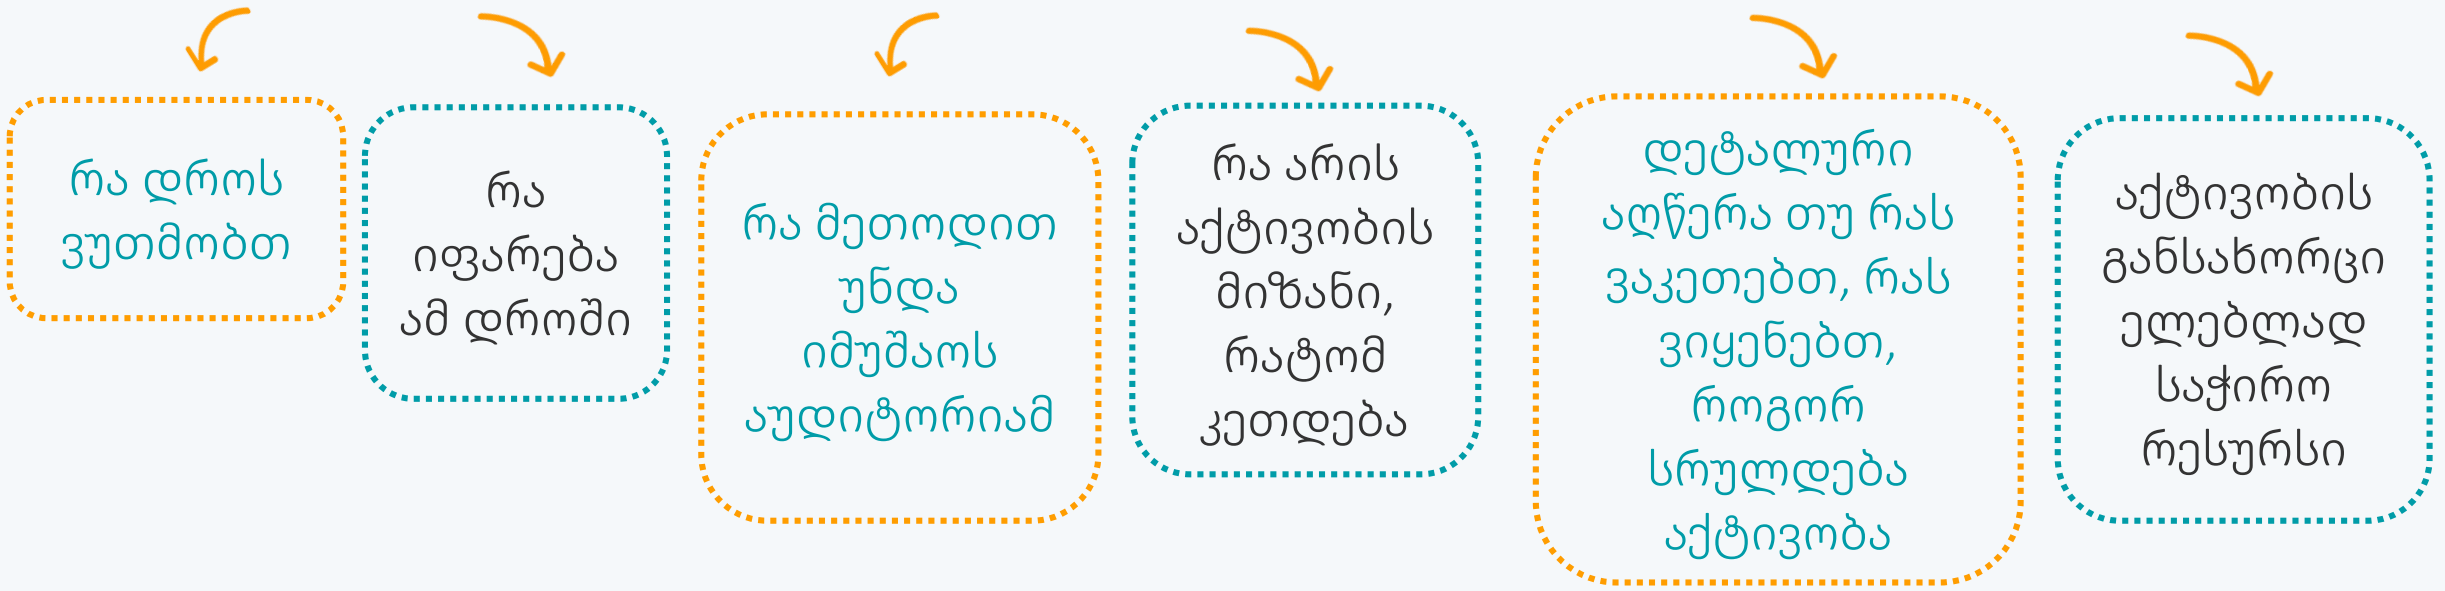 რა დროს
ვუთმობთ
რა
იფარება
ამ დროში
რა მეთოდით
უნდა
იმუშაოს
აუდიტორიამ
რა არის
აქტივობის
მიზანი,
რატომ
კეთდება
დეტალური
აღწერა თუ რას
ვაკეთებთ, რას
ვიყენებთ,
როგორ
სრულდება
აქტივობა
აქტივობის
განსახორცი
ელებლად
საჭირო
რესურსი